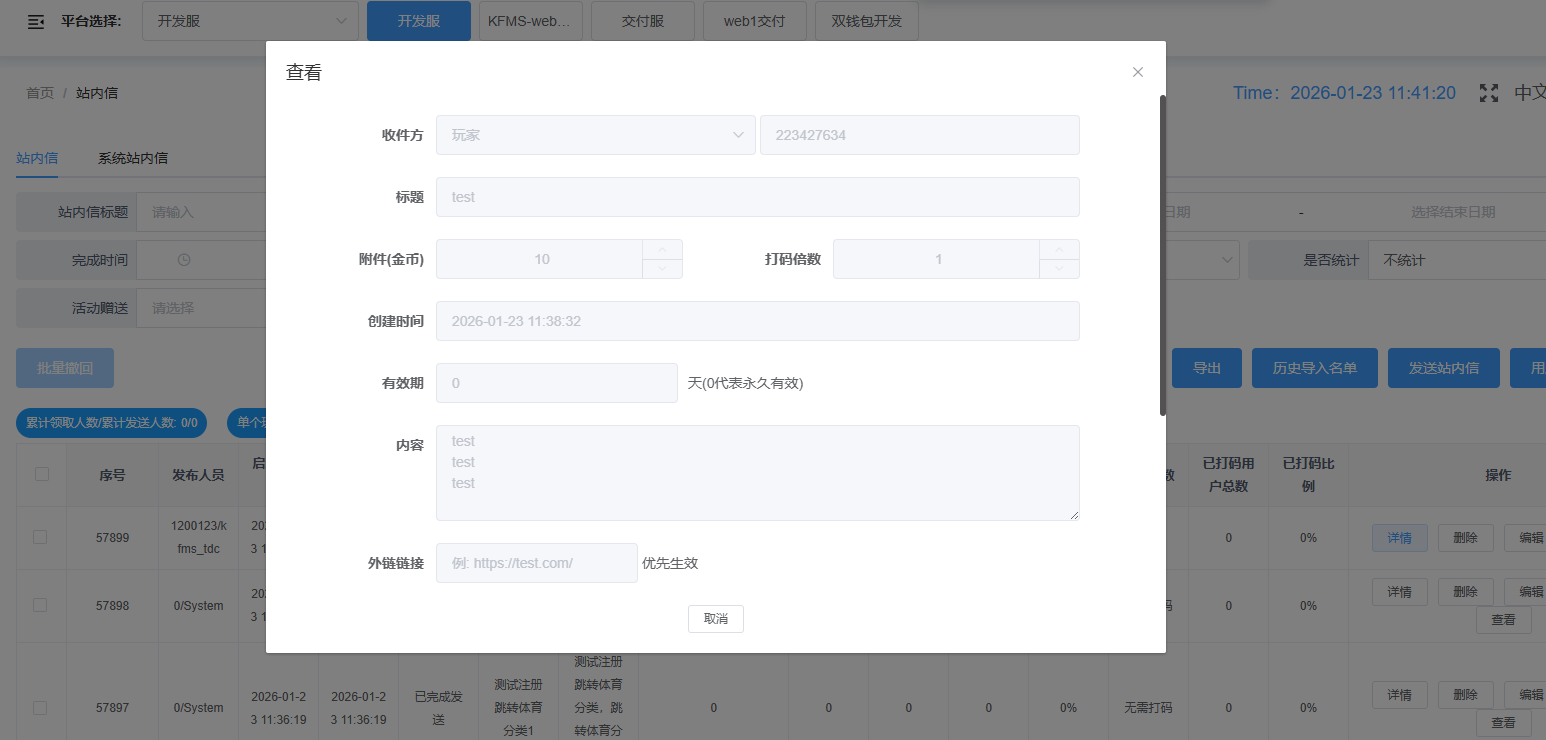 平台选择: 开发服 开发服 KFMS-web... 交付服 web1交付 双钱包开发
查看
首页 / 站内信 Time: 2026-01-23 11:41:20 中文
收件方 玩家 223427634
站内信 系统站内信
标题 test
站内信标题 请输入 日期 - 选择结束日期
附件(金币) 10 打码倍数 1
完成时间 是否统计 不统计
活动赠送 请选择
创建时间 2026-01-23 11:38:32
批量撤回 导出 历史导入名单 发送站内信 用
有效期 0 天(0代表永久有效)
累计领取人数/累计发送人数: 0/0 单个
内容 test
test
test
序号 发布人员 启 数 已打码用
户总数 已打码比
例 操作
57899 1200123/k
fms_tdc 202
3 1 0 0% 详情 删除 编辑
外链链接 例: https://test.com/ 优先生效
57898 0/System 202
3 1 码 0 0% 详情 删除 编辑
查看
取消
57897 0/System 2026-01-2
3 11:36:19 2026-01-2
3 11:36:19 已完成发
送 测试注册
跳转体育
分类1 测试注册
跳转体育
分类，跳
转体育分 0 0 0 0 0% 无需打码 0 0% 详情 删除 编辑
查看